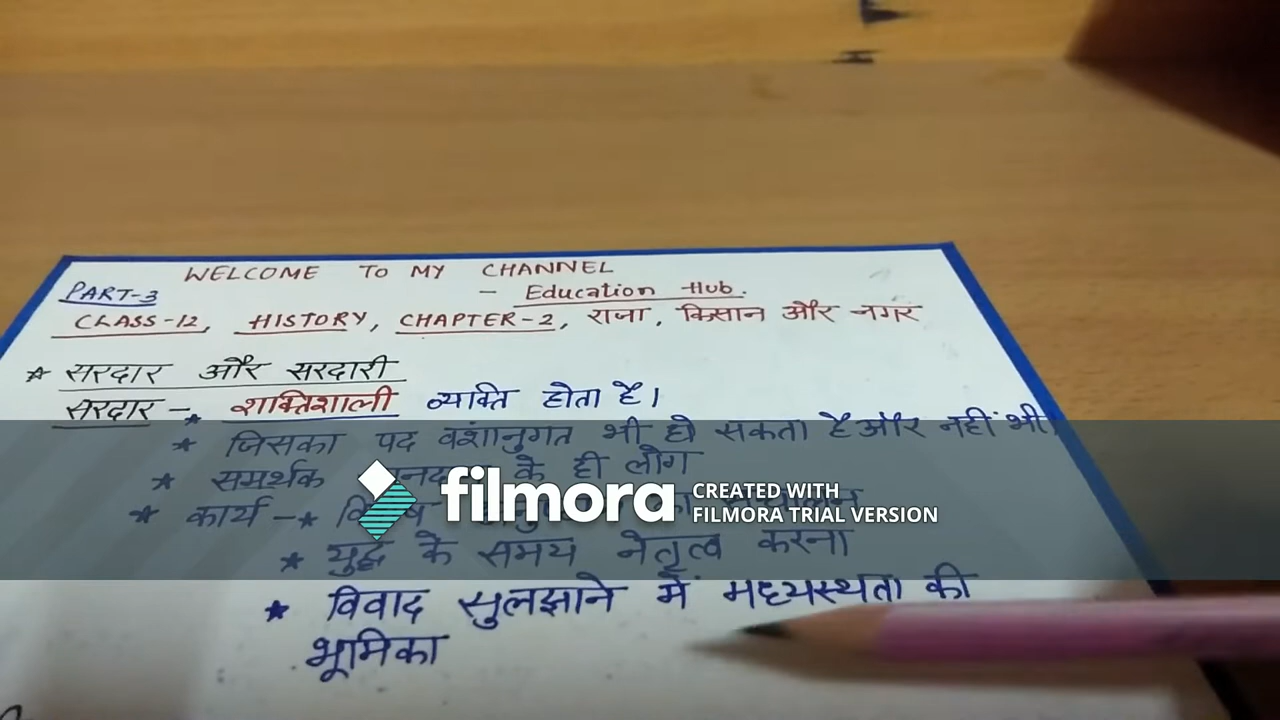 WELCOME TO MY CHANNEL
PART-3
- Education Hub.
CLASS-12, HISTORY, CHAPTER-2, राजा, किसान और नगर
* सरदार और सरदारी
सरदार - * शक्तिशाली व्यक्ति होता है।
* जिसका पद वंशानुगत भी हो सकता है और नहीं भी।
* समर्थक के ही लोग
* कार्य - *
* युद्ध के समय नेतृत्व करना
* विवाद सुलझाने में मध्यस्थता की
भूमिका
filmora CREATED WITH
FILMORA TRIAL VERSION